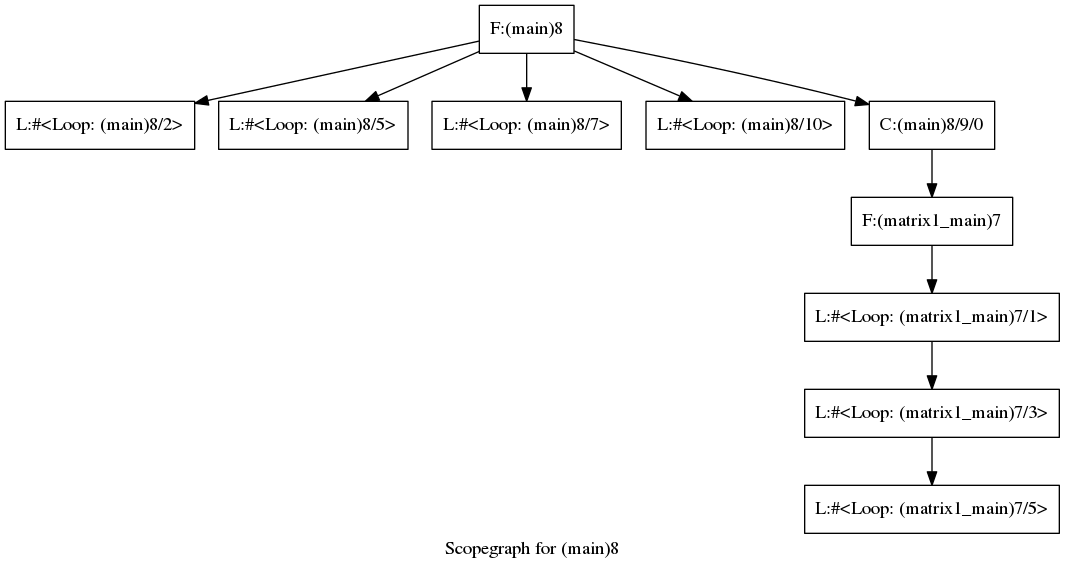 F:(main)8
L:#<Loop: (main)8/2>
L:#<Loop: (main)8/5>
L:#<Loop: (main)8/7>
L:#<Loop: (main)8/10>
C:(main)8/9/0
F:(matrix1_main)7
L:#<Loop: (matrix1_main)7/1>
L:#<Loop: (matrix1_main)7/3>
L:#<Loop: (matrix1_main)7/5>
Scopegraph for (main)8